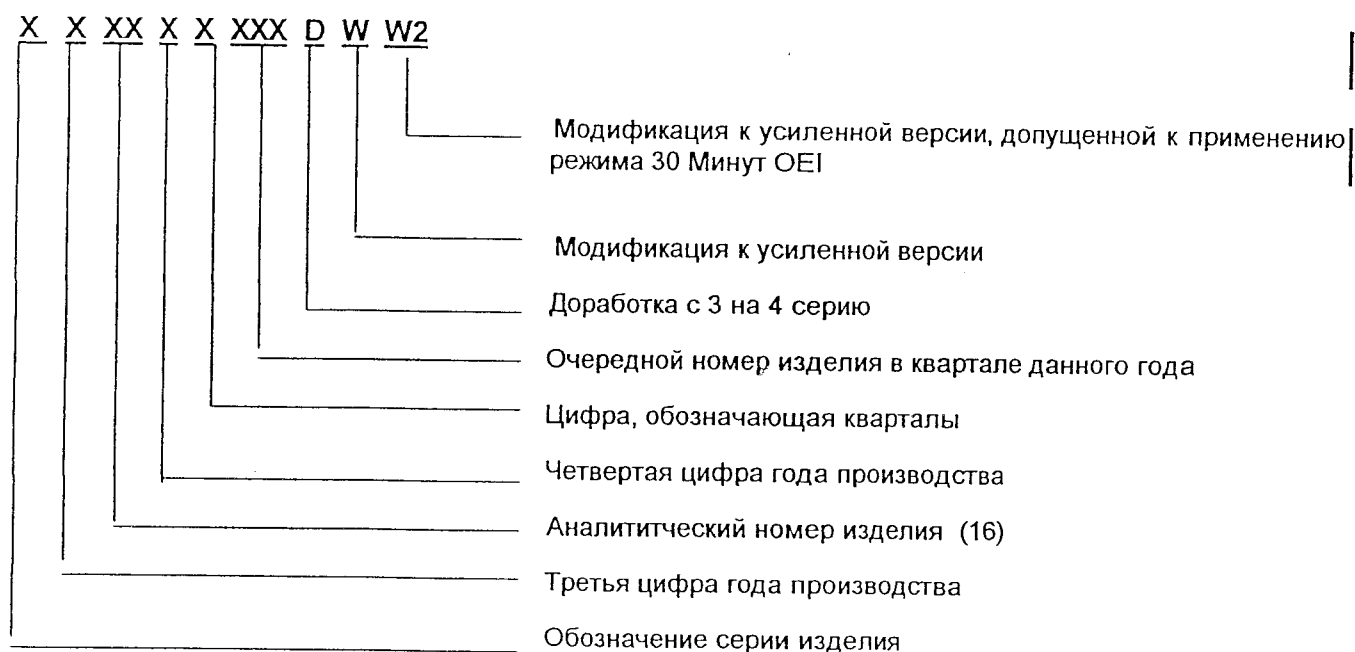 X X XX X X XXX D W W2
Модификация к усиленной версии, допущенной к применению
режима 30 Минут OEI
Модификация к усиленной версии
Доработка с 3 на 4 серию
Очередной номер изделия в квартале данного года
Цифра, обозначающая кварталы
Четвертая цифра года производства
Аналититческий номер изделия (16)
Третья цифра года производства
Обозначение серии изделия